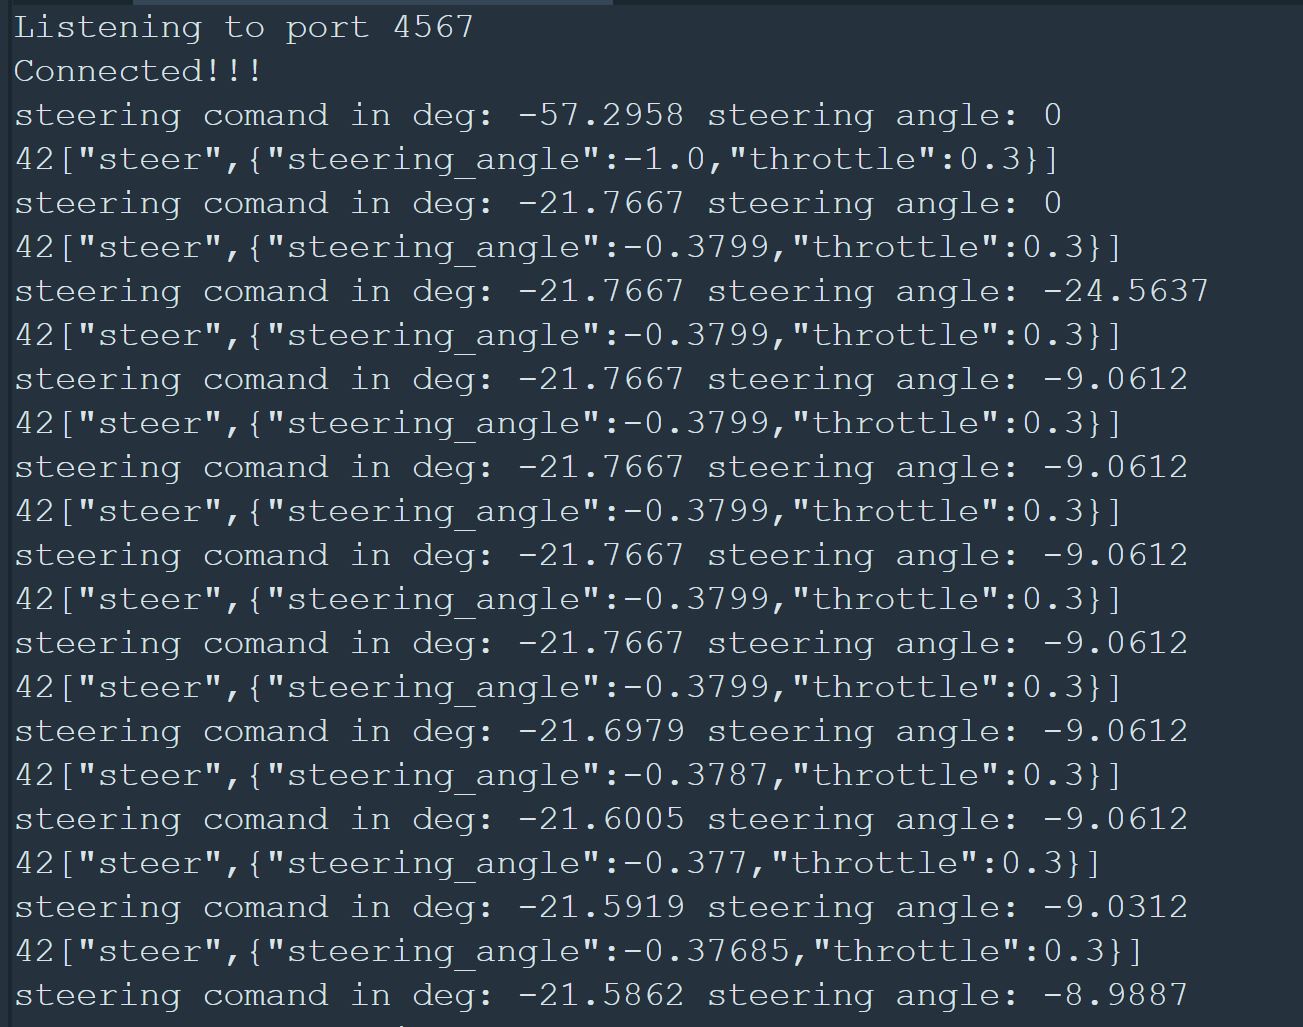 Listening to port 4567
Connected!!!
steering comand in deg: -57.2958 steering angle: 0
42["steer",{"steering_angle":-1.0,"throttle":0.3}]
steering comand in deg: -21.7667 steering angle: 0
42["steer",{"steering_angle":-0.3799,"throttle":0.3}]
steering comand in deg: -21.7667 steering angle: -24.5637
42["steer",{"steering_angle":-0.3799,"throttle":0.3}]
steering comand in deg: -21.7667 steering angle: -9.0612
42["steer",{"steering_angle":-0.3799,"throttle":0.3}]
steering comand in deg: -21.7667 steering angle: -9.0612
42["steer",{"steering_angle":-0.3799,"throttle":0.3}]
steering comand in deg: -21.7667 steering angle: -9.0612
42["steer",{"steering_angle":-0.3799,"throttle":0.3}]
steering comand in deg: -21.7667 steering angle: -9.0612
42["steer",{"steering_angle":-0.3799,"throttle":0.3}]
steering comand in deg: -21.6979 steering angle: -9.0612
42["steer",{"steering_angle":-0.3787,"throttle":0.3}]
steering comand in deg: -21.6005 steering angle: -9.0612
42["steer",{"steering_angle":-0.377,"throttle":0.3}]
steering comand in deg: -21.5919 steering angle: -9.0312
42["steer",{"steering_angle":-0.37685,"throttle":0.3}]
steering comand in deg: -21.5862 steering angle: -8.9887